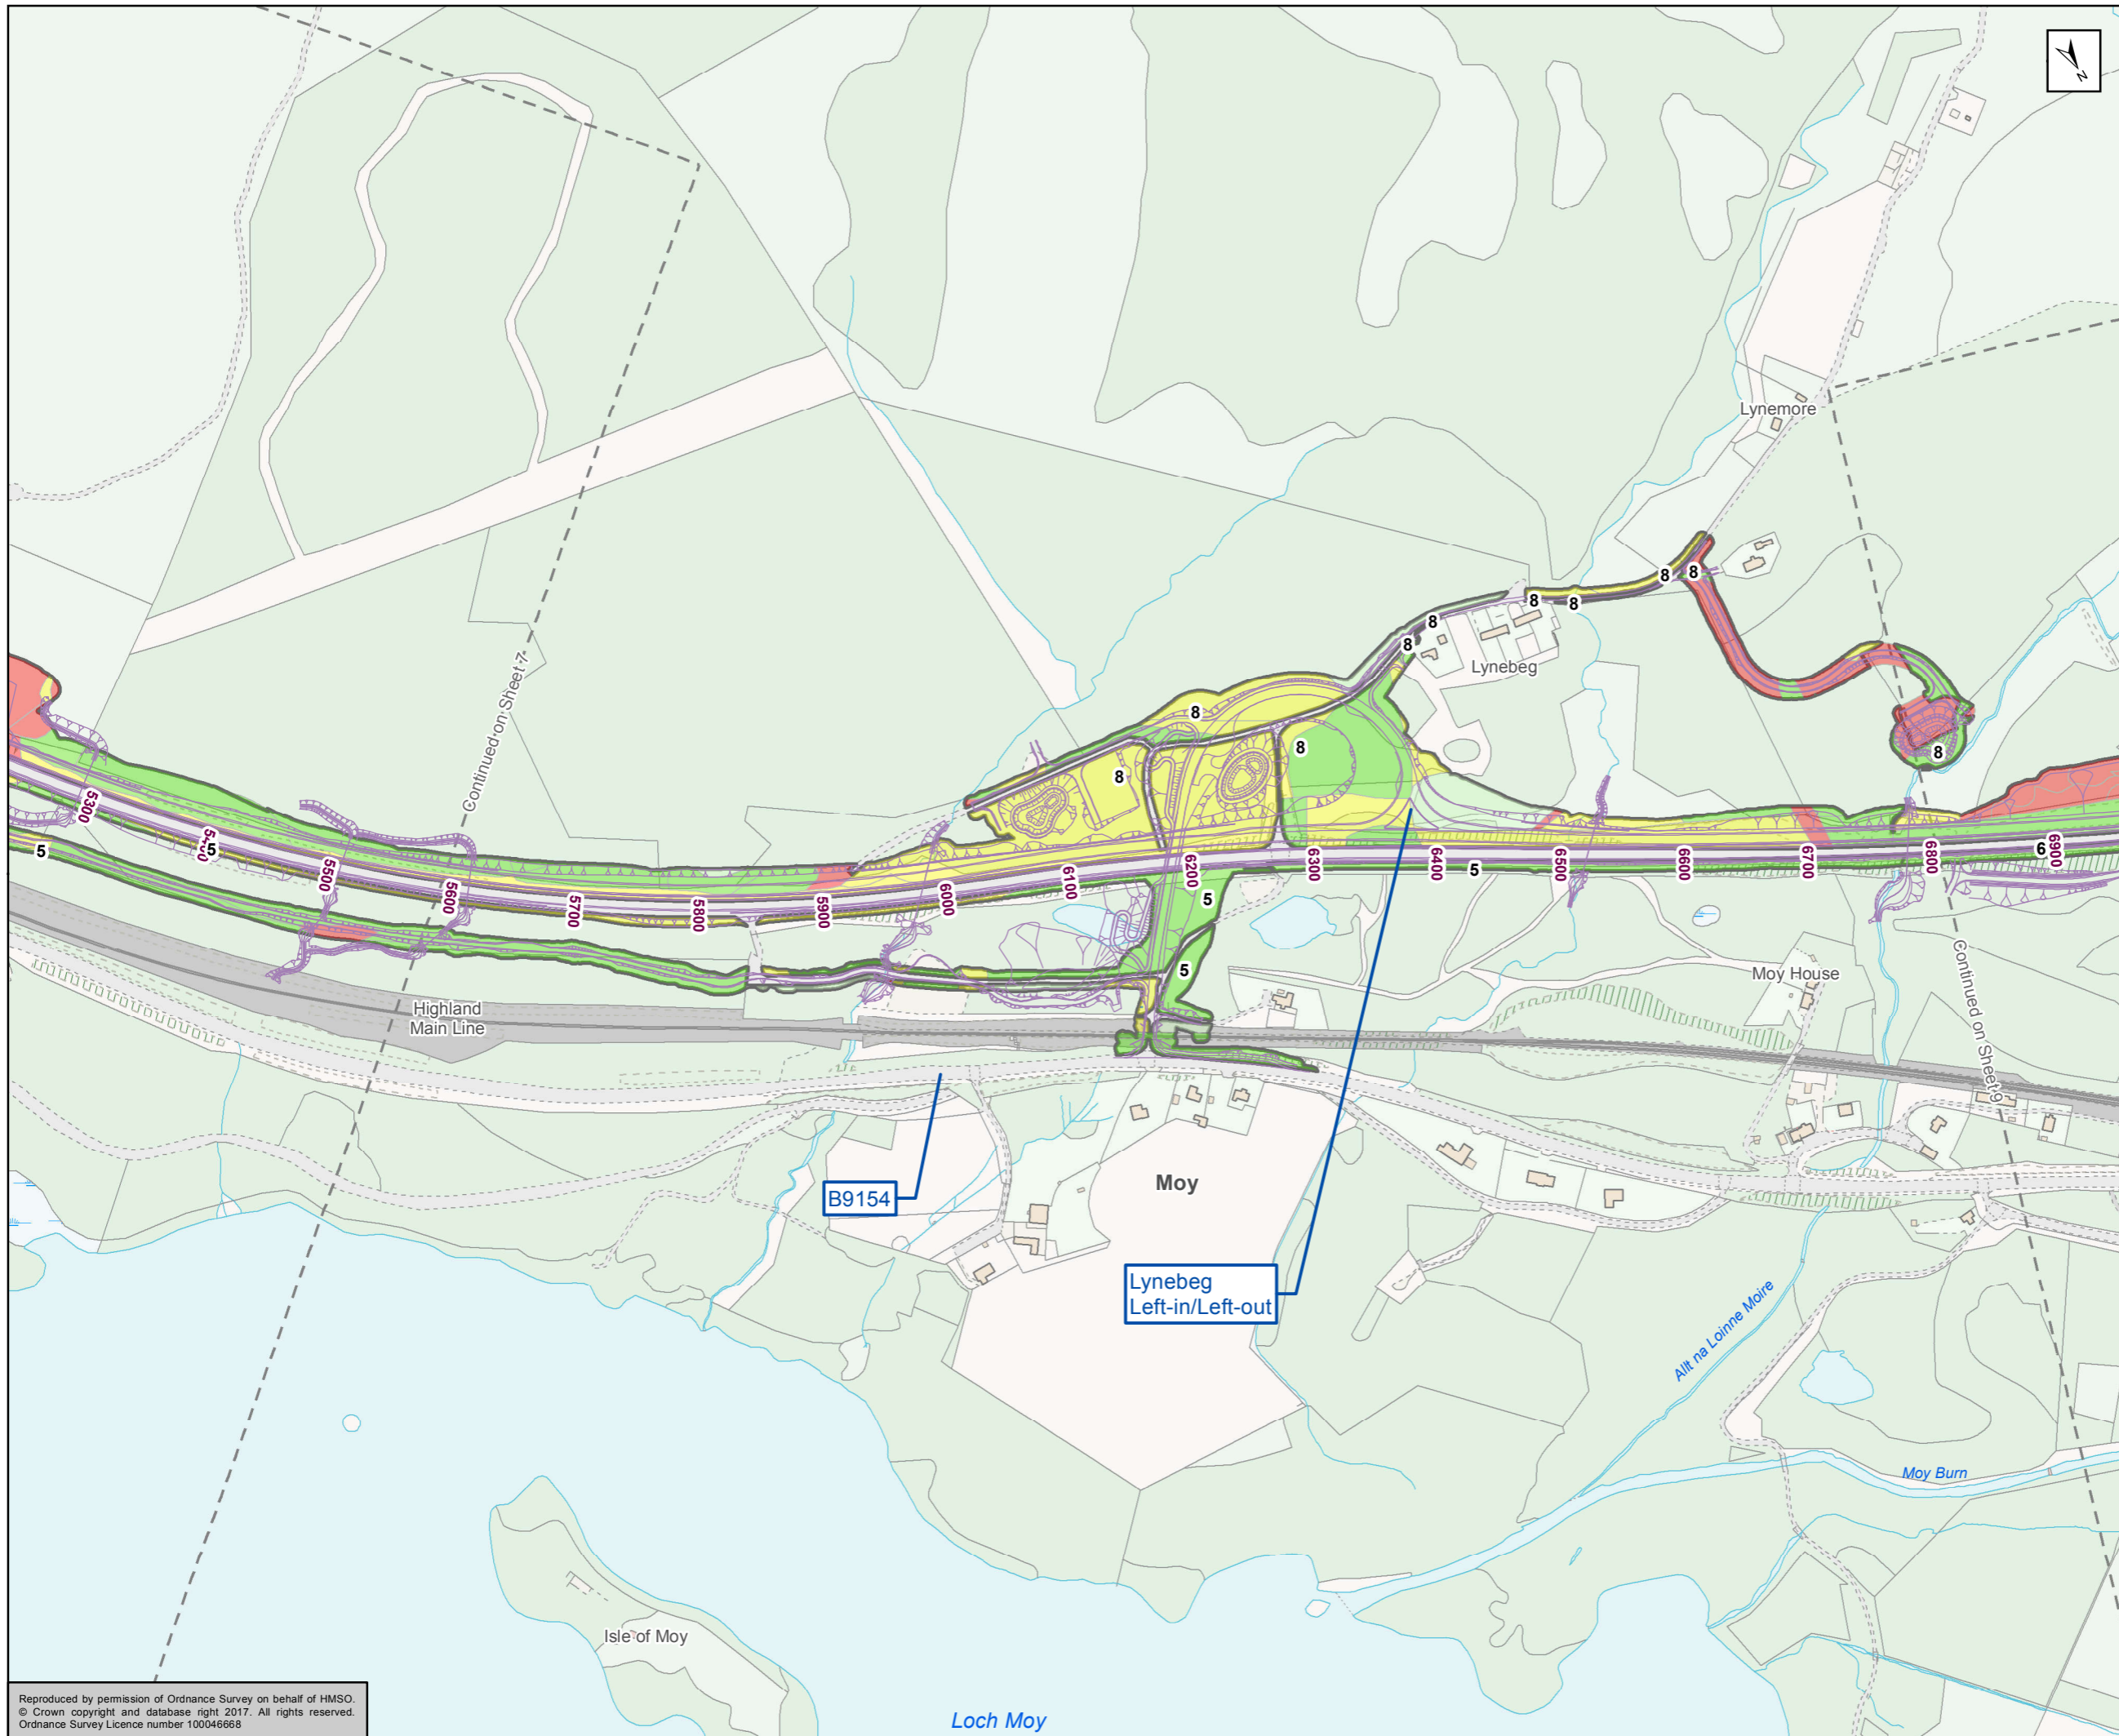 N
Lynemore
8
8
8
8
8
8
Lynebeg
Continued on Sheet 7
8
8
8
8
5300
5400
5
5
5500
5600
5700
5800
5900
6000
6100
6200
6300
6400
6500
6600
6700
6800
6900
5
5
6
5
Moy House
Continued on Sheet 9
Highland
Main Line
B9154
Moy
Lynebeg
Left-in/Left-out
Allt na Loinne Moire
Moy Burn
Isle of Moy
Loch Moy
Reproduced by permission of Ordnance Survey on behalf of HMSO.
© Crown copyright and database right 2017. All rights reserved.
Ordnance Survey Licence number 100046668